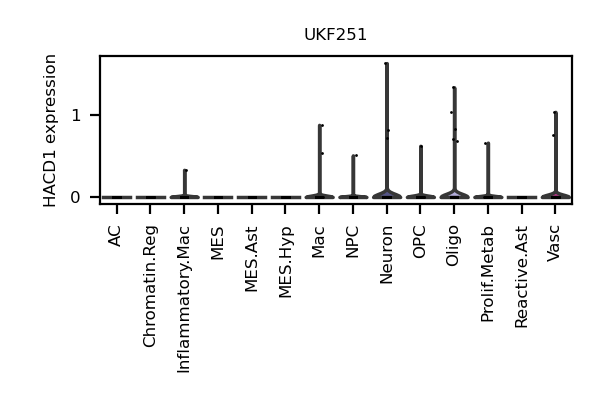 UKF251
HACD1 expression
1
0
AC
Chromatin.Reg
Inflammatory.Mac
MES
MES.Ast
MES.Hyp
Mac
NPC
Neuron
OPC
Oligo
Prolif.Metab
Reactive.Ast
Vasc